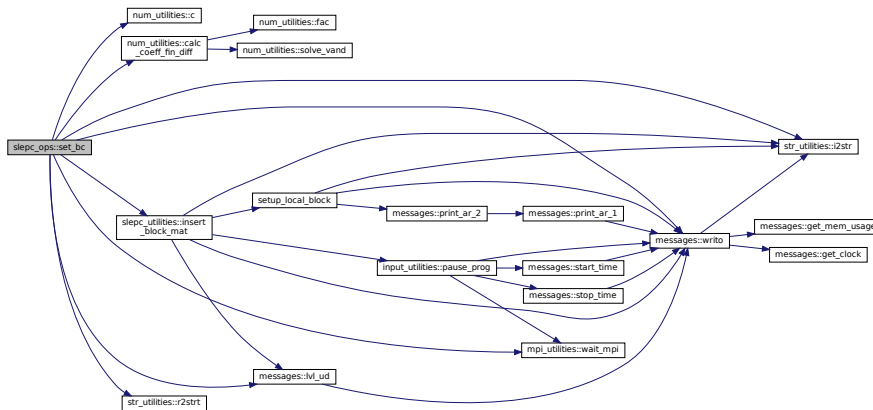 num_utilities::c
num_utilities::calc
_coeff_fin_diff
num_utilities::fac
num_utilities::solve_vand
slepc_ops::set_bc
str_utilities::i2str
setup_local_block
messages::print_ar_2
messages::print_ar_1
slepc_utilities::insert
_block_mat
messages::writo
messages::get_mem_usage
messages::get_clock
input_utilities::pause_prog
messages::start_time
messages::stop_time
mpi_utilities::wait_mpi
messages::lvl_ud
str_utilities::r2strt